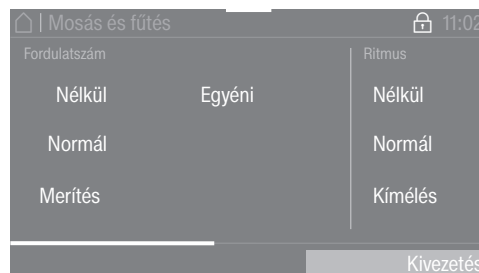 | Mosás és fűtés 11:02
Fordulatszám
Nélkül Egyéni
Normál
Merítés
Ritmus
Nélkül
Normál
Kímélés
Kivezetés